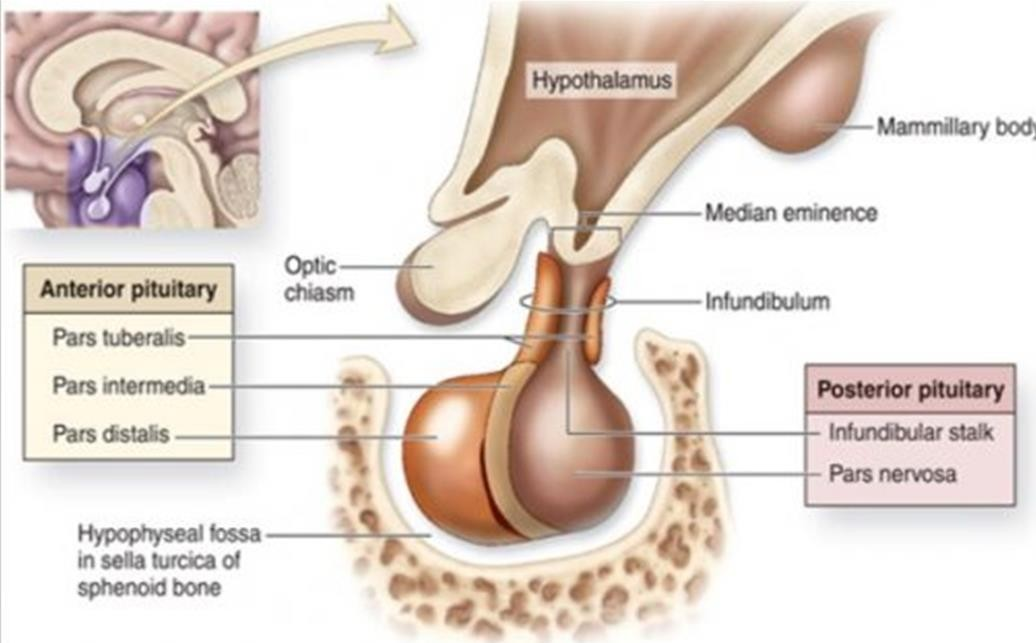 Hypothalamus
Mammillary body
Median eminence
Optic
chiasm
Infundibulum
Anterior pituitary
Pars tuberalis
Pars intermedia
Pars distalis
Posterior pituitary
Infundibular stalk
Pars nervosa
Hypophyseal fossa
in sella turcica of
sphenoid bone